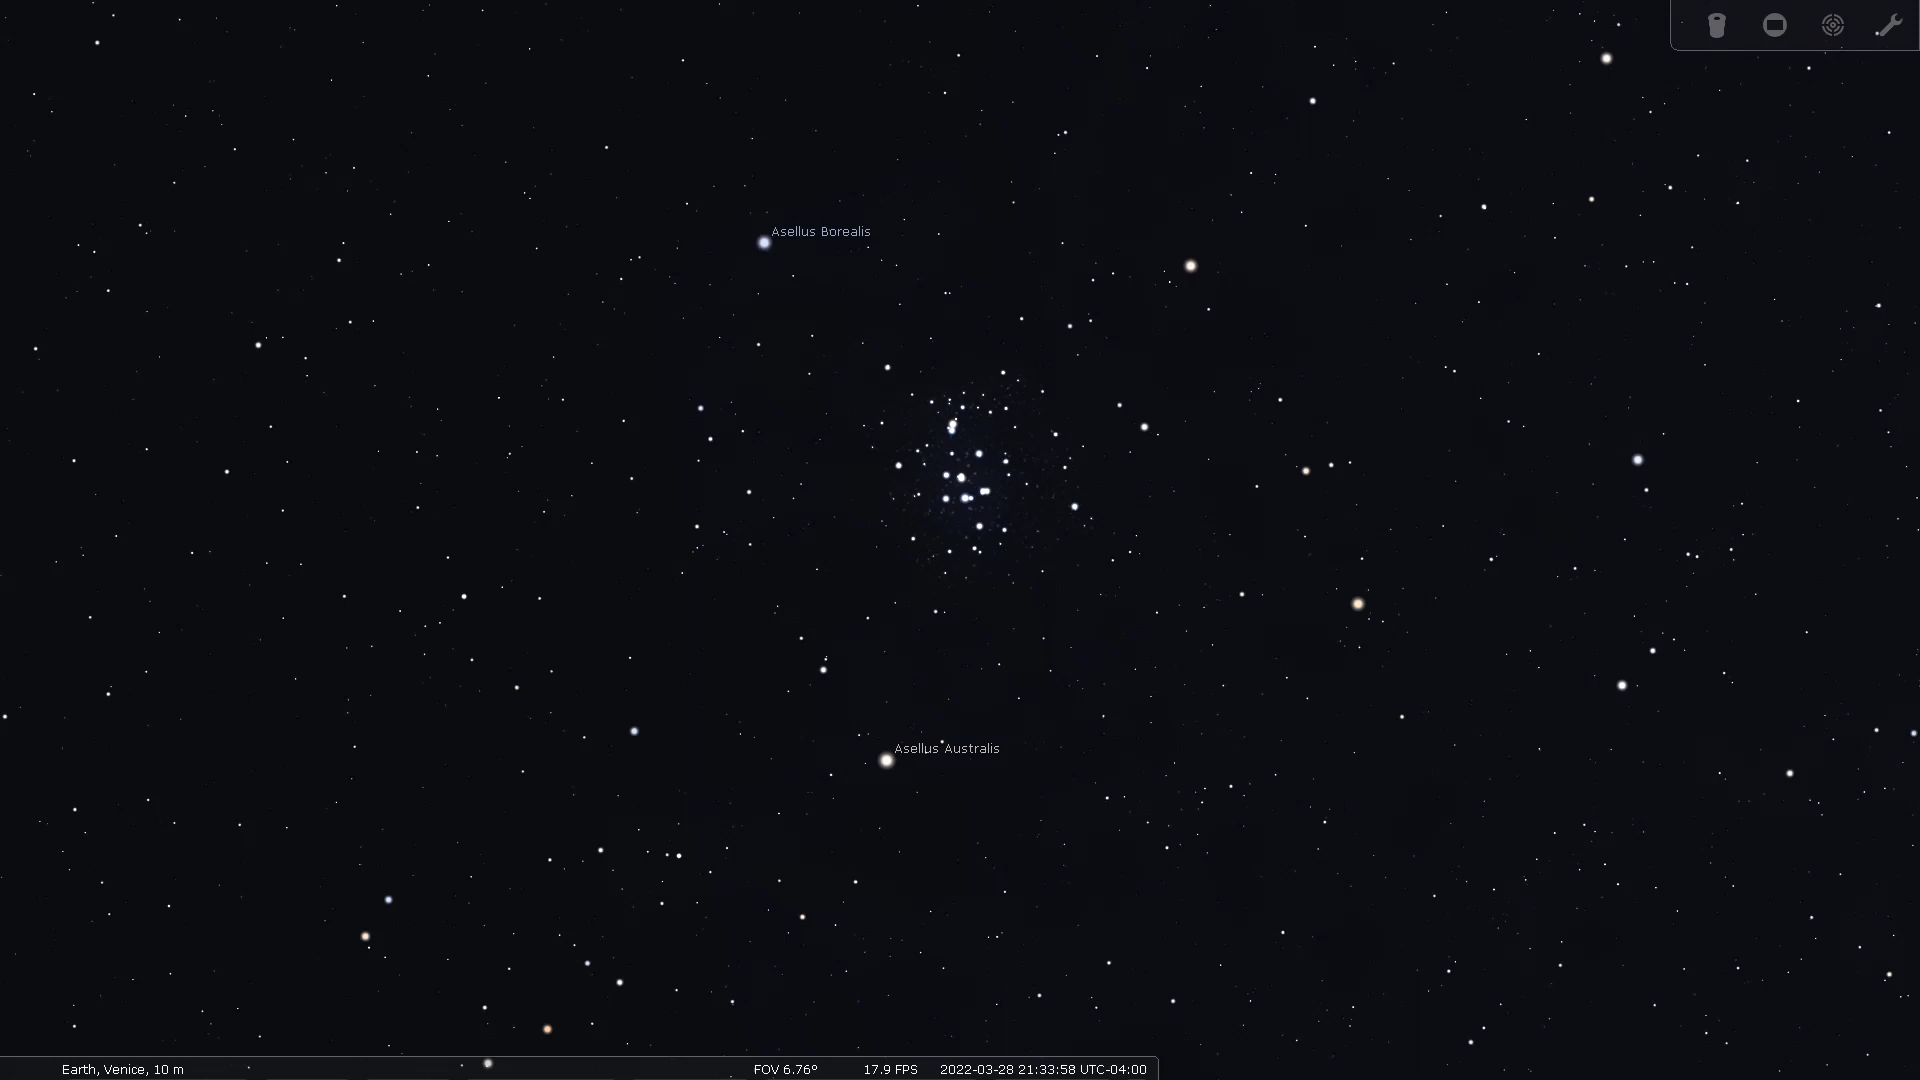 Asellus Borealis
Asellus Australis
Earth, Venice, 10 m FOV 6.76° 17.9 FPS 2022-03-28 21:33:58 UTC-04:00